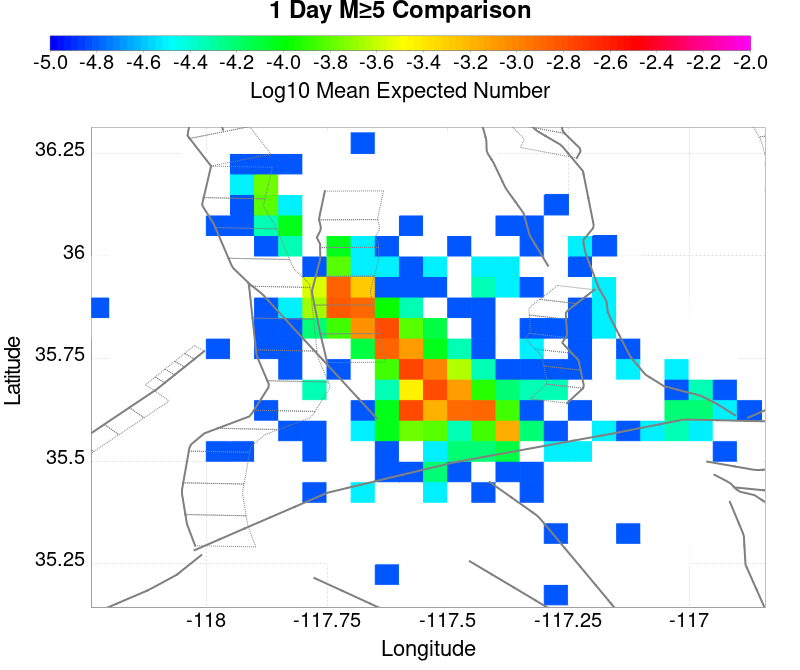 1 Day M≥5 Comparison
-5.0 -4.8 -4.6 -4.4 -4.2 -4.0 -3.8 -3.6 -3.4 -3.2 -3.0 -2.8 -2.6 -2.4 -2.2 -2.0
Log10 Mean Expected Number
36.25
36
35.75
35.5
35.25
Latitude
-118 -117.75 -117.5 -117.25 -117
Longitude